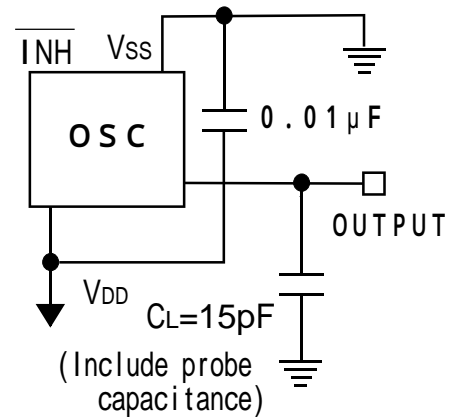 INH
Vss
OSC
0.01µF
OUTPUT
VDD
CL=15pF
(Include probe
capacitance)